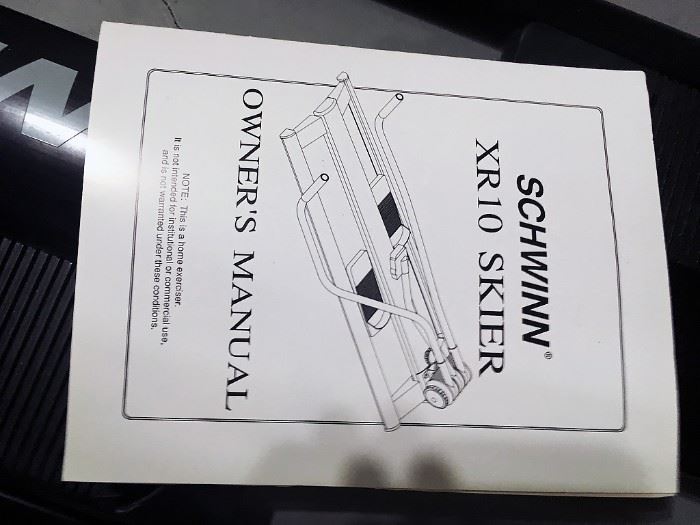 SCHWINN®
XR10 SKIER
OWNER'S MANUAL
NOTE: This is a home exerciser.
It is not intended for institutional or commercial use,
and is not warranted under these conditions.